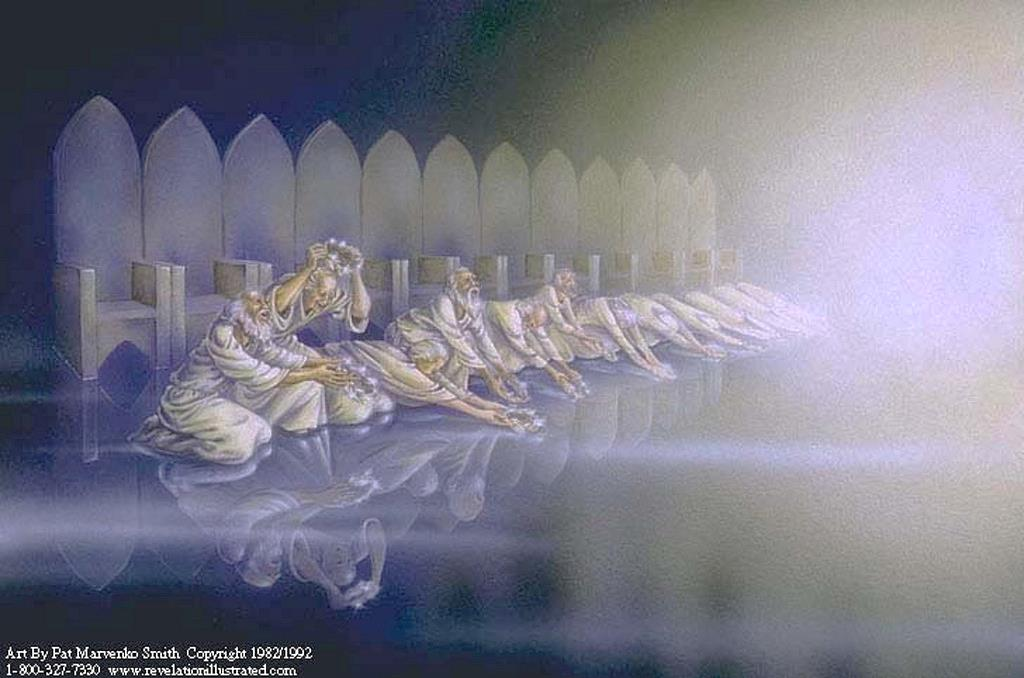 Art By Pat Marvenko Smith Copyright 1982/1992
1-800-327-7330 www.revelationillustrated.com